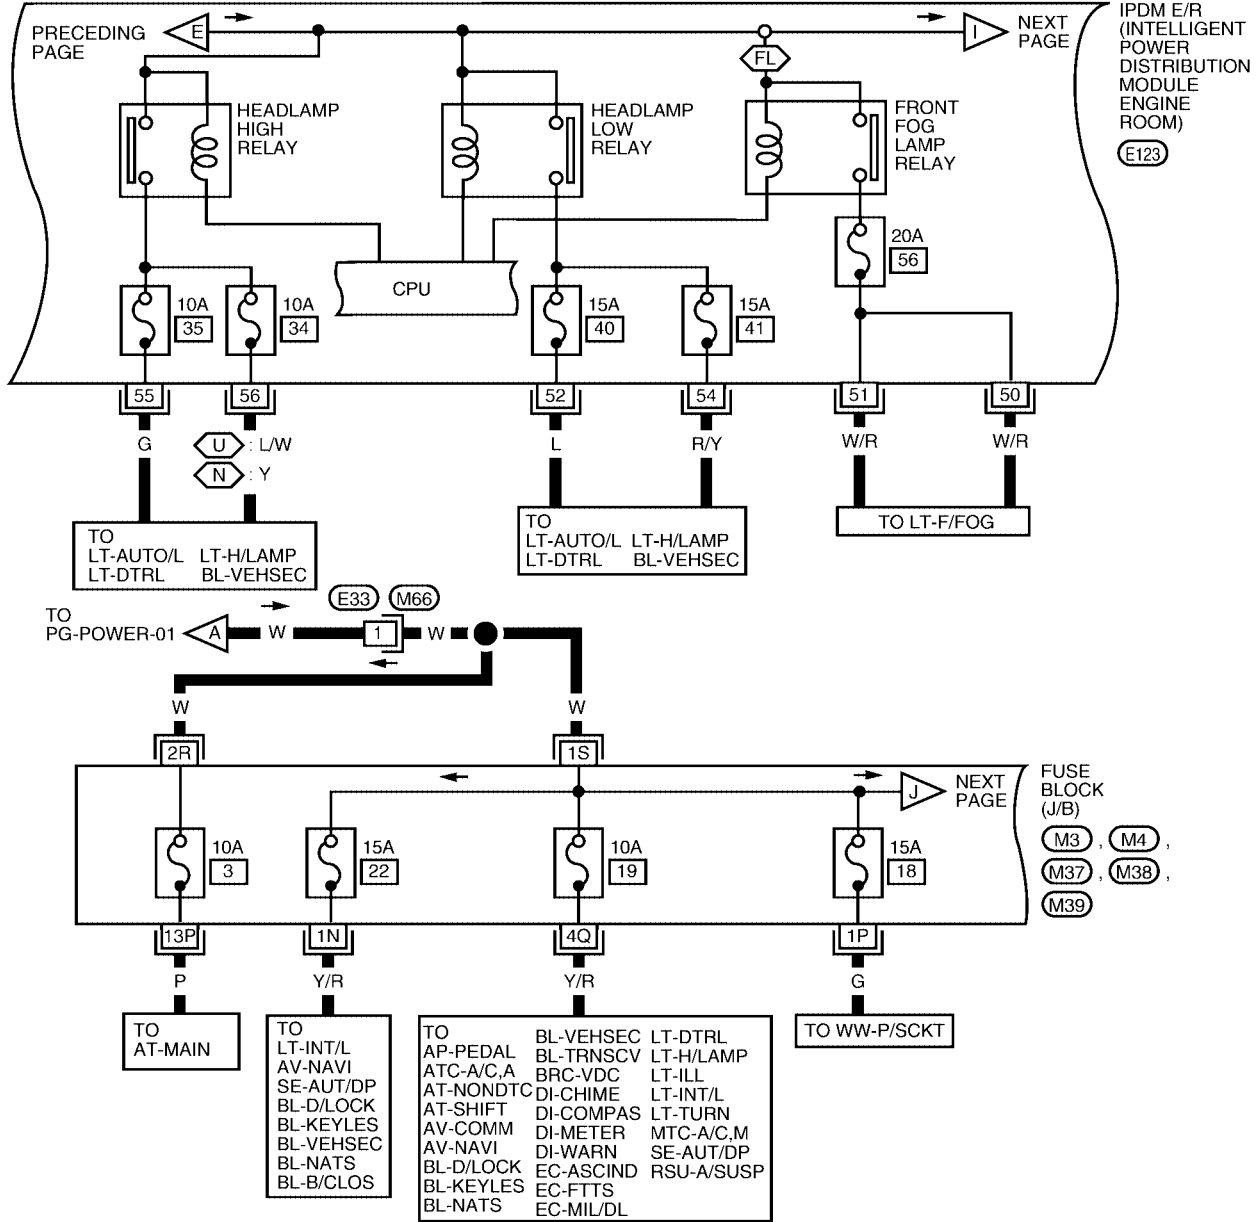 PRECEDING
PAGE
E
I
NEXT
PAGE
IPDM E/R
(INTELLIGENT
POWER
DISTRIBUTION
MODULE
ENGINE
ROOM)
E123
FL
HEADLAMP
HIGH
RELAY
HEADLAMP
LOW
RELAY
FRONT
FOG
LAMP
RELAY
20A
56
CPU
10A
35
10A
34
15A
40
15A
41
55
56
52
54
51
50
G
U : L/W
N : Y
L
R/Y
W/R
W/R
TO
LT-AUTO/L LT-H/LAMP
LT-DTRL BL-VEHSEC
TO
LT-AUTO/L LT-H/LAMP
LT-DTRL BL-VEHSEC
TO LT-F/FOG
E33 M66
TO
PG-POWER-01
A W 1 W
W
W
2R
1S
J
NEXT
PAGE
FUSE
BLOCK
(J/B)
M3 , M4 ,
M37 , M38 ,
M39
10A
3
15A
22
10A
19
15A
18
13P
1N
4Q
1P
P
Y/R
Y/R
G
TO
AT-MAIN
TO
LT-INT/L
AV-NAVI
SE-AUT/DP
BL-D/LOCK
BL-KEYLES
BL-VEHSEC
BL-NATS
BL-B/CLOS
TO
AP-PEDAL
ATC-A/C,A
AT-NONDTC
AT-SHIFT
AV-COMM
AV-NAVI
BL-D/LOCK
BL-KEYLES
BL-NATS
BL-VEHSEC
BL-TRNSCV
BRC-VDC
DI-CHIME
DI-COMPAS
DI-METER
DI-WARN
EC-ASCIND
EC-FTTS
EC-MIL/DL
LT-DTRL
LT-H/LAMP
LT-ILL
LT-INT/L
LT-TURN
MTC-A/C,M
SE-AUT/DP
RSU-A/SUSP
TO WW-P/SCKT